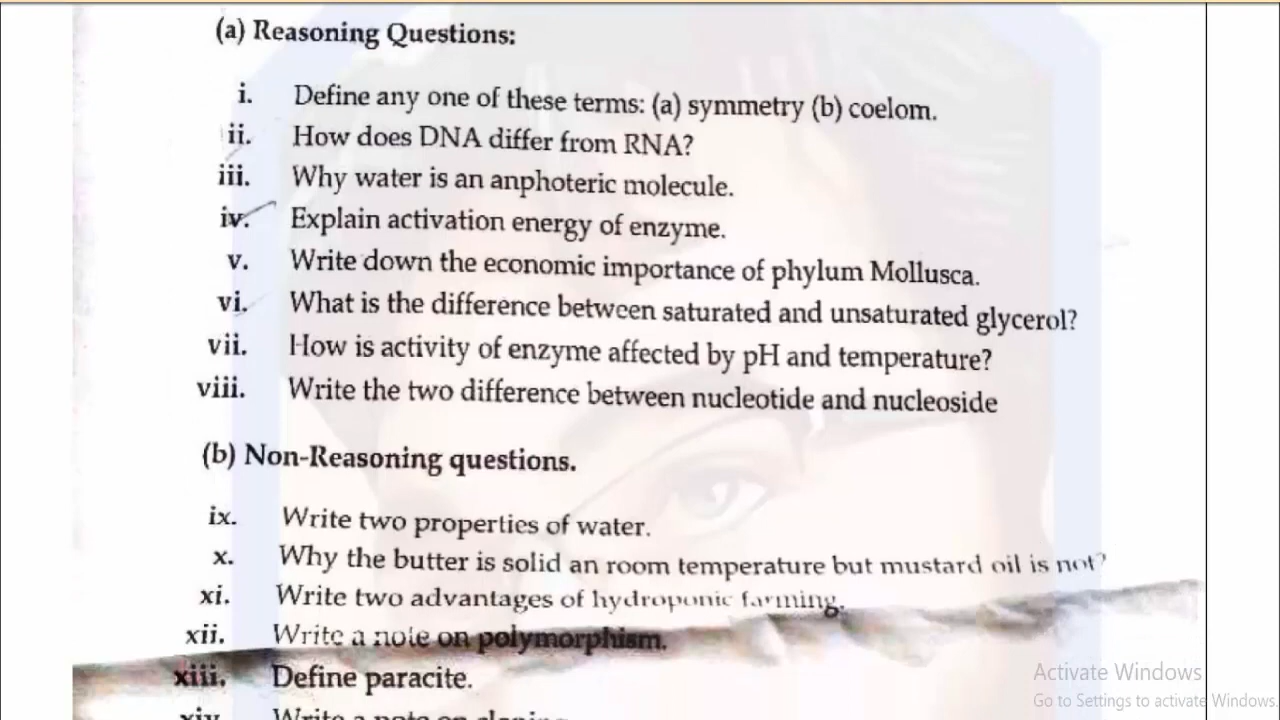 (a) Reasoning Questions:
i. Define any one of these terms: (a) symmetry (b) coelom.
ii. How does DNA differ from RNA?
iii. Why water is an anphoteric molecule.
iv. Explain activation energy of enzyme.
v. Write down the economic importance of phylum Mollusca.
vi. What is the difference between saturated and unsaturated glycerol?
vii. How is activity of enzyme affected by pH and temperature?
viii. Write the two difference between nucleotide and nucleoside
(b) Non-Reasoning questions.
ix. Write two properties of water.
x. Why the butter is solid an room temperature but mustard oil is not?
xi. Write two advantages of hydroponic farming.
xii. Write a note on polymorphism.
xiii. Define paracite.
xiv. Write a note on
Activate Windows
Go to Settings to activate Windows.